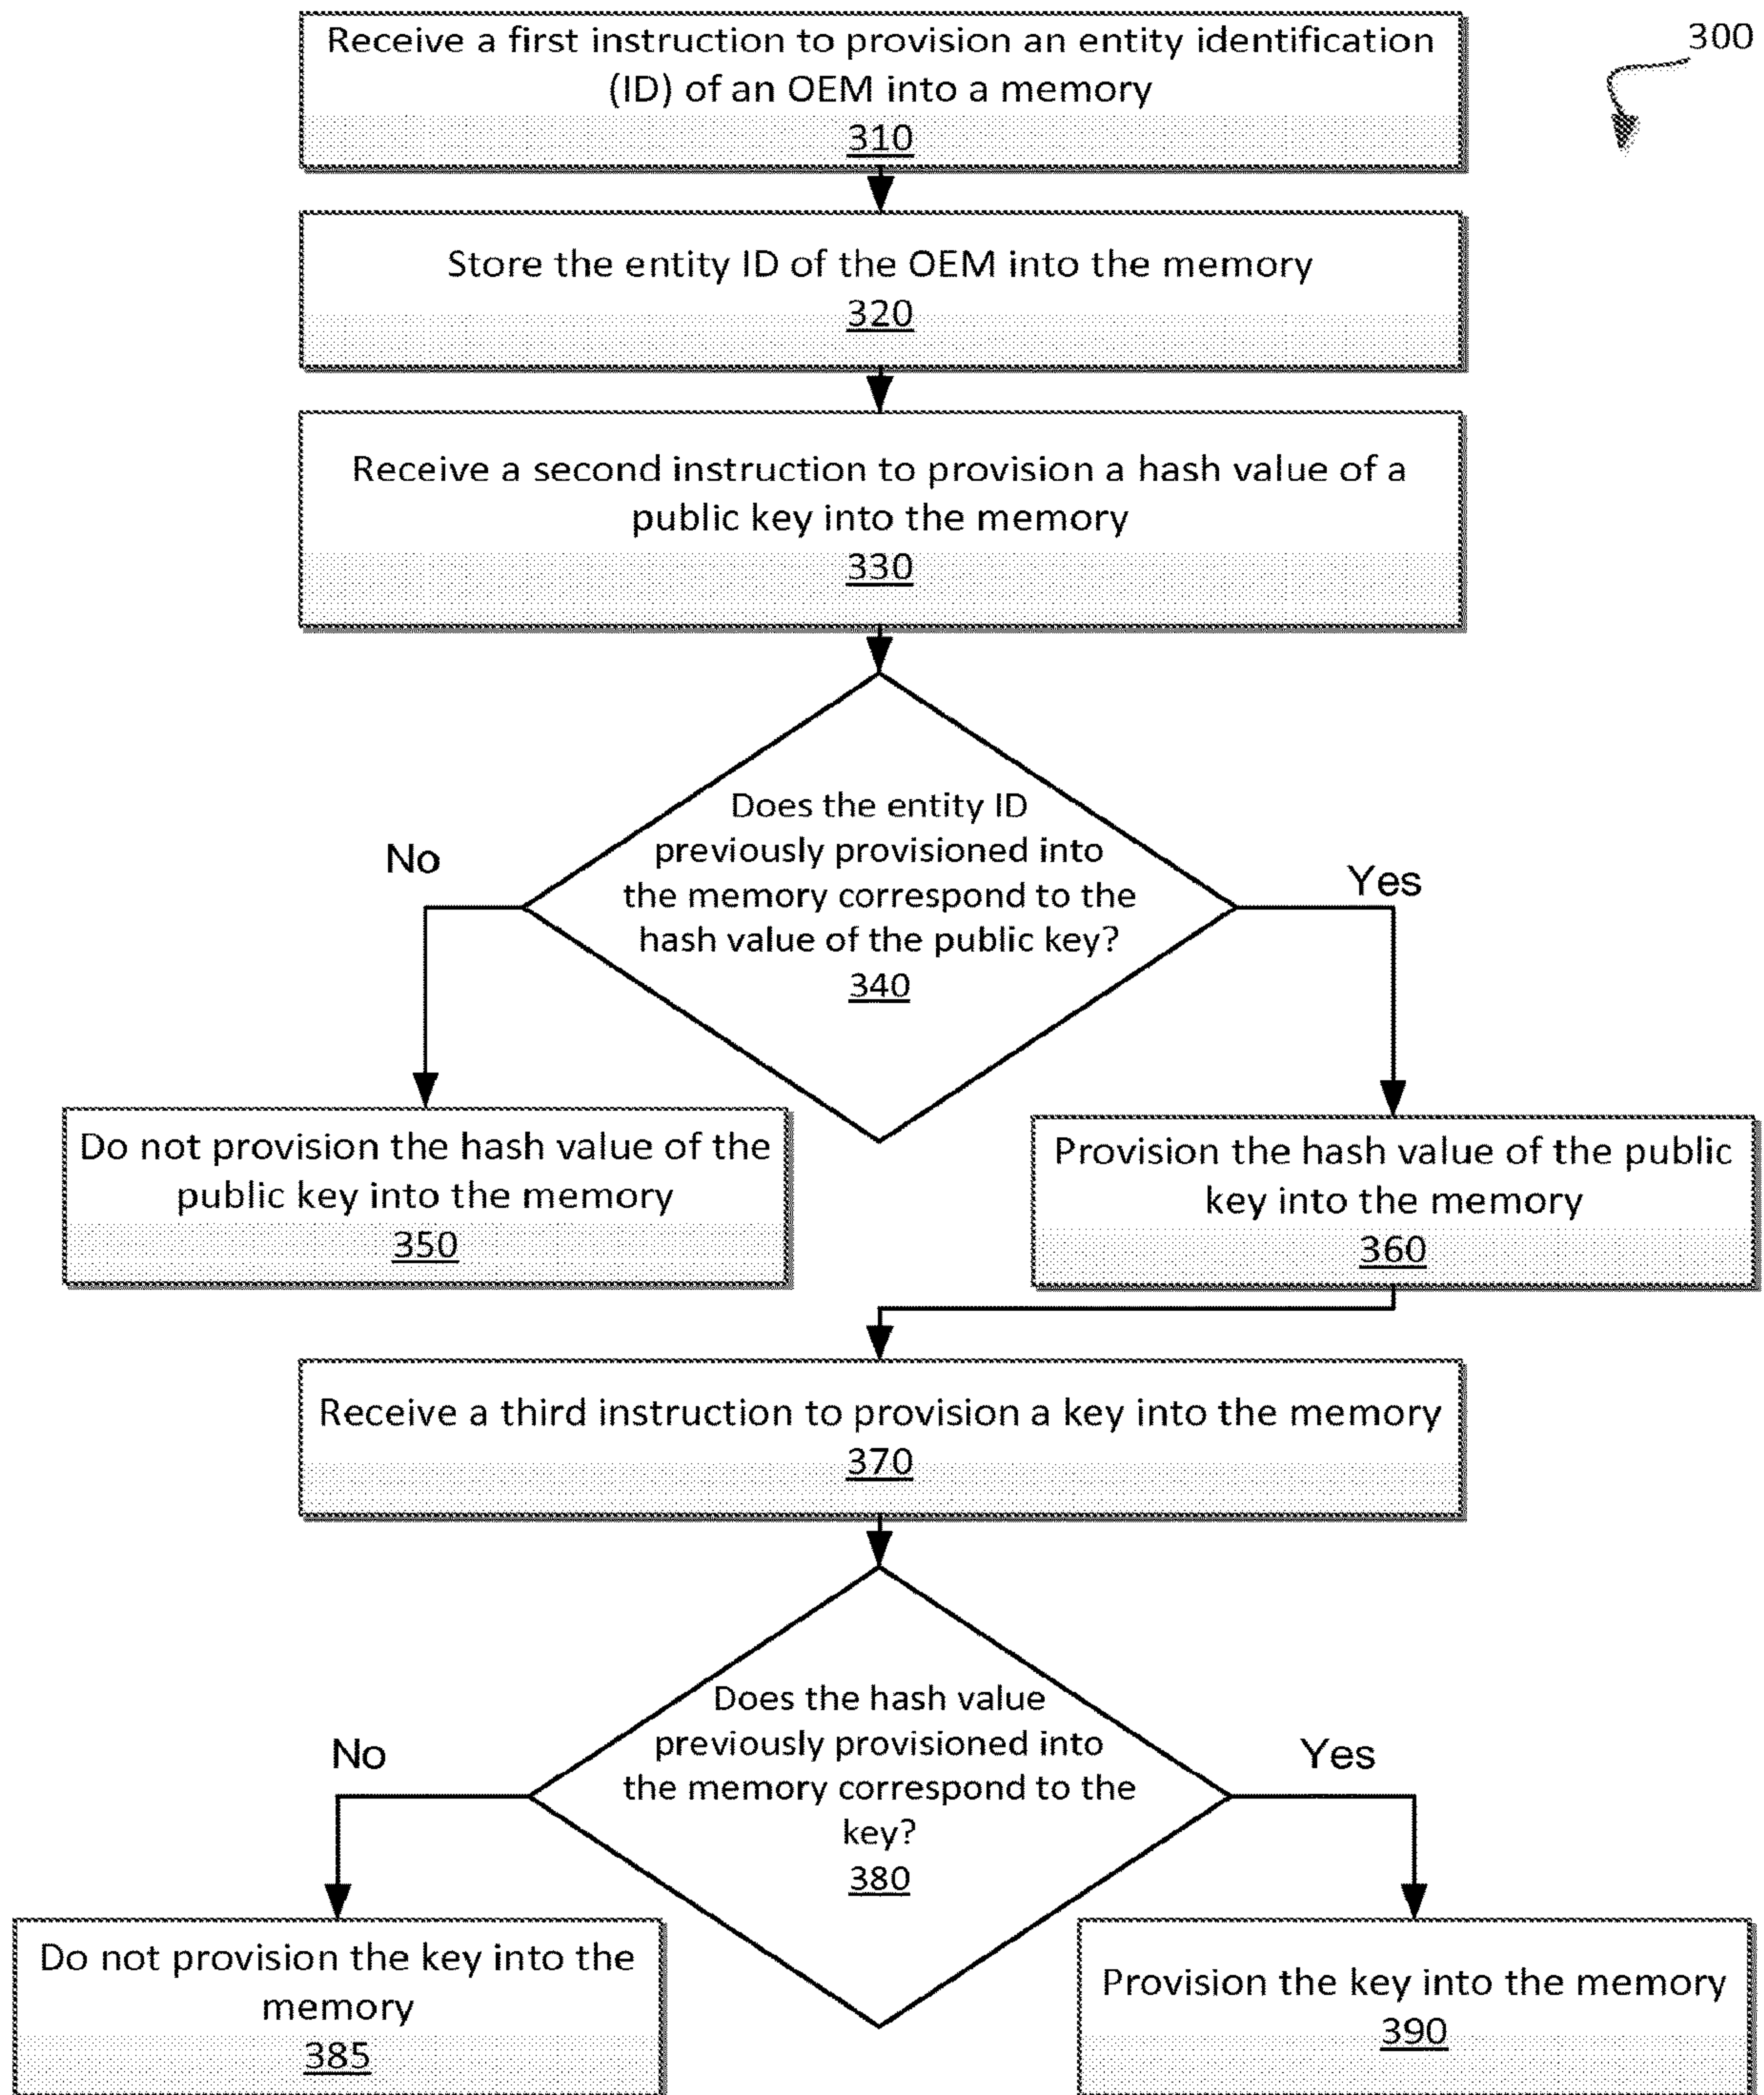 300
Receive a first instruction to provision an entity identification
(ID) of an OEM into a memory
310
Store the entity ID of the OEM into the memory
320
Receive a second instruction to provision a hash value of a
public key into the memory
330
Does the entity ID
previously provisioned into
the memory correspond to the
hash value of the public key?
340
No
Yes
Do not provision the hash value of the
public key into the memory
350
Provision the hash value of the public
key into the memory
360
Receive a third instruction to provision a key into the memory
370
Does the hash value
previously provisioned into
the memory correspond to the
key?
380
No
Yes
Do not provision the key into the
memory
385
Provision the key into the memory
390